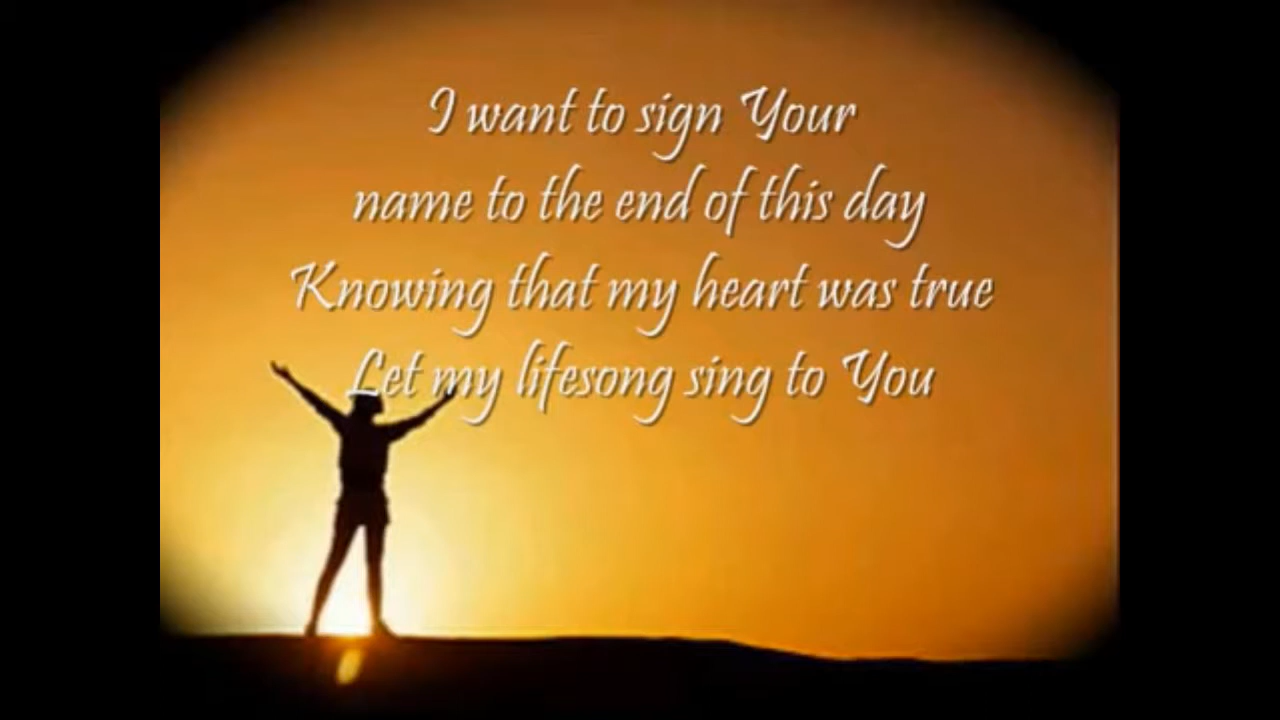 I want to sign Your
name to the end of this day
Knowing that my heart was true
Let my lifesong sing to You